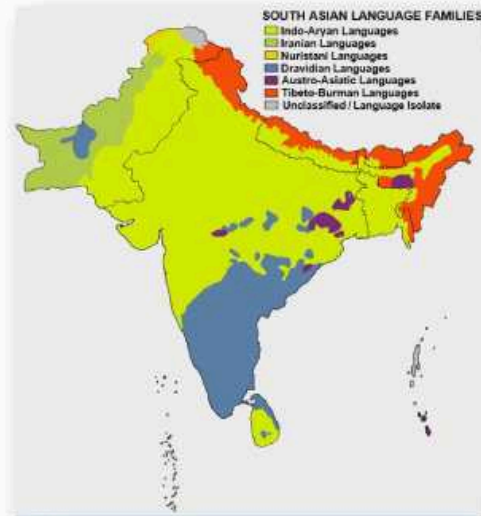 SOUTH ASIAN LANGUAGE FAMILIES
Indo-Aryan Languages
Iranian Languages
Nuristani Languages
Dravidian Languages
Austro-Asiatic Languages
Tibeto-Burman Languages
Unclassified / Language Isolate